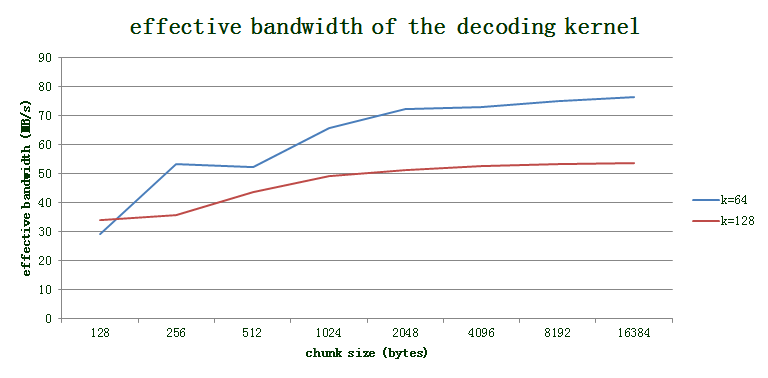 effective bandwidth of the decoding kernel
90
80
70
60
50
40
30
20
10
0
effective bandwidth (MB/s)
128 256 512 1024 2048 4096 8192 16384
chunk size (bytes)
k=64
k=128